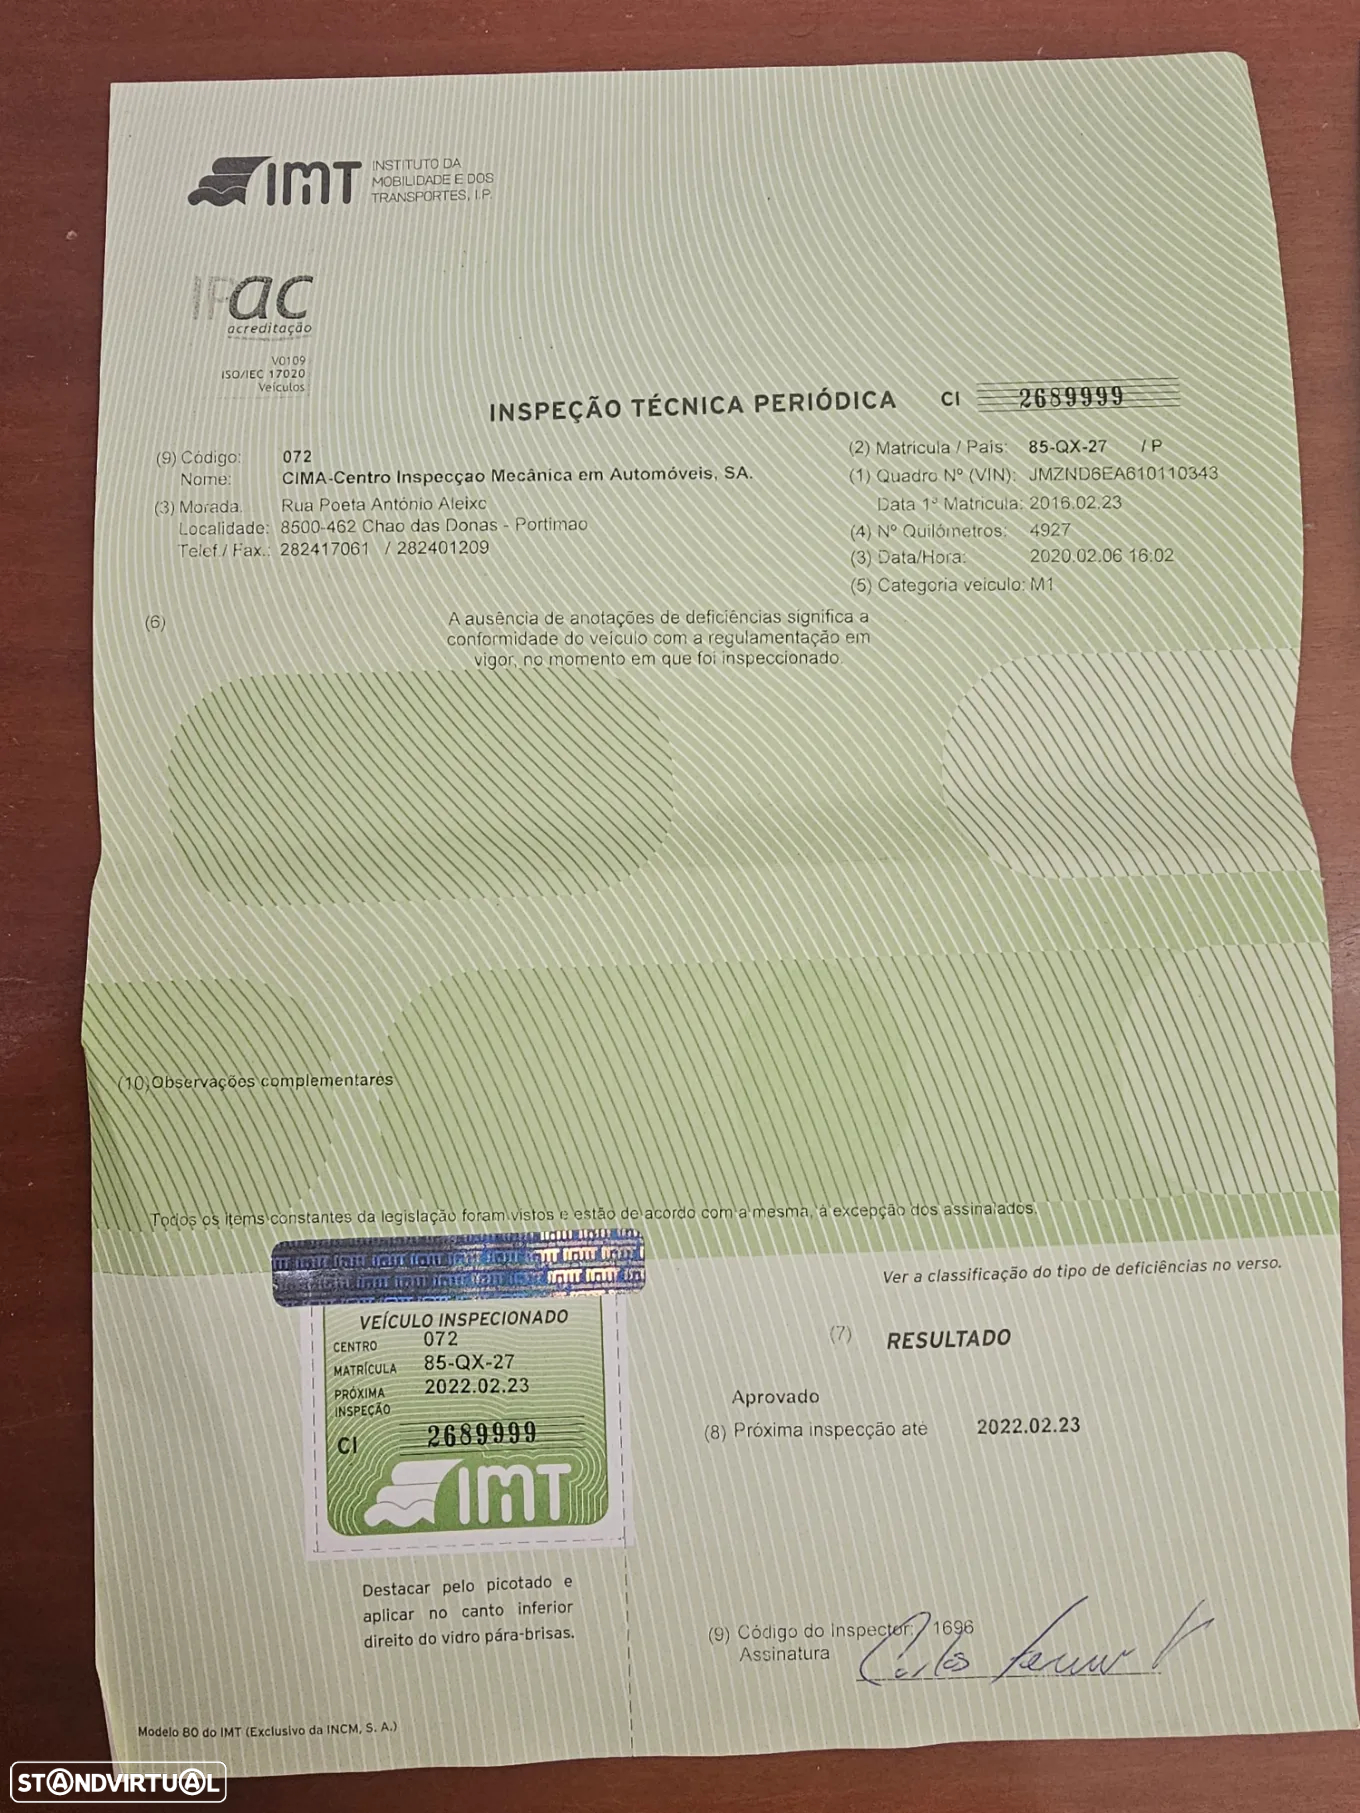 IMT INSTITUTO DA
MOBILIDADE E DOS
TRANSPORTES, I.P.
IPac
acreditação
V0109
ISO/IEC 17020
Veículos
INSPEÇÃO TÉCNICA PERIÓDICA CI 2689999
(9) Código: 072
Nome: CIMA-Centro Inspecçao Mecânica em Automóveis, SA.
(3) Morada. Rua Poeta António Aleixo
Localidade: 8500-462 Chao das Donas - Portimao
Telef./ Fax.: 282417061 / 282401209
(2) Matricula / Pais: 85-QX-27 / P
(1) Quadro Nº (VIN): JMZND6EA610110343
Data 1ª Matricula: 2016.02.23
(4) Nº Quilómetros: 4927
(3) Data/Hora: 2020.02.06 16:02
(5) Categoria veiculo: M1
(6) A ausência de anotações de deficiências significa a
conformidade do veículo com a regulamentação em
vigor, no momento em que foi inspeccionado.
(10) Observações complementares
Todos os items constantes da legislação foram vistos e estão de acordo com a mesma, á excepção dos assinalados.
Ver a classificação do tipo de deficiências no verso.
VEÍCULO INSPECIONADO
CENTRO 072
MATRÍCULA 85-QX-27
PRÓXIMA 2022.02.23
INSPEÇÃO
CI 2689999
IMT
(7) RESULTADO
Aprovado
(8) Próxima inspecção até 2022.02.23
Destacar pelo picotado e
aplicar no canto inferior
direito do vidro pára-brisas.
(9) Código do Inspector: 1696
Assinatura Carlos
Modelo 80 do IMT (Exclusivo da INCM, S. A.)
STANDVIRTUAL